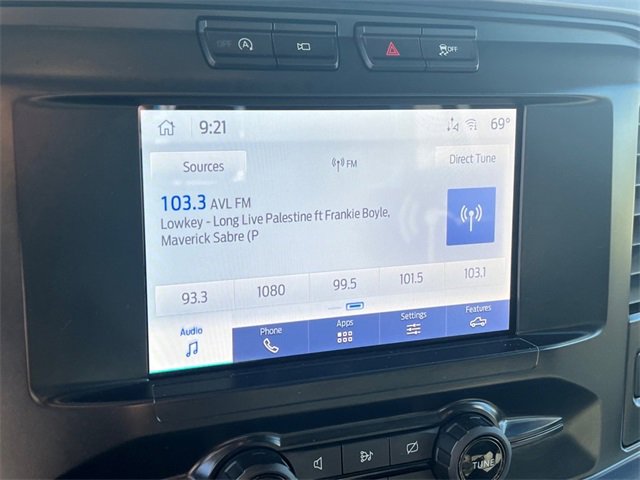 OFF A
OFF
9:21
69°
Sources
FM
Direct Tune
103.3 AVL FM
Lowkey - Long Live Palestine ft Frankie Boyle,
Maverick Sabre (P
93.3 1080 99.5 101.5 103.1
Audio Phone Apps Settings Features
TUNE